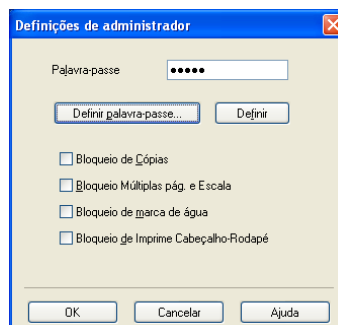 Definições de administrador
Palavra-passe •••••
Definir palavra-passe... Definir
Bloqueio de Cópias
Bloqueio Múltiplas pág. e Escala
Bloqueio de marca de água
Bloqueio de Imprime Cabeçalho-Rodapé
OK Cancelar Ajuda